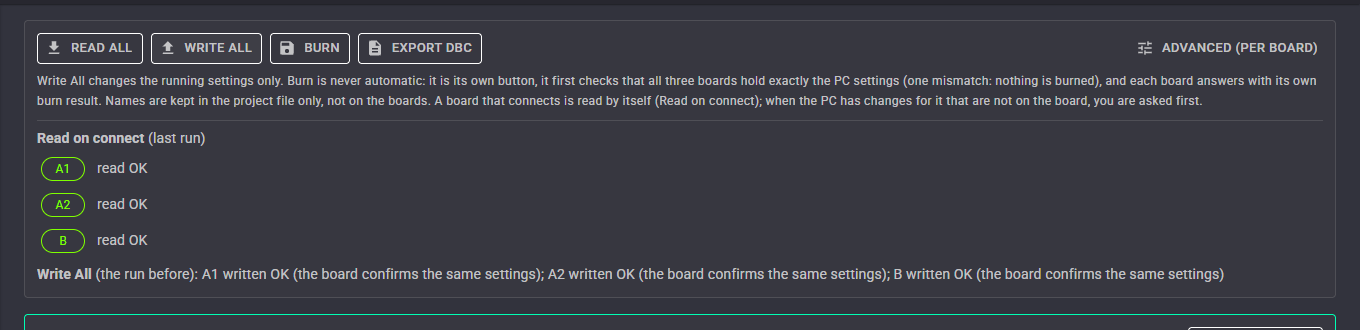 READ ALL WRITE ALL BURN EXPORT DBC ADVANCED (PER BOARD)
Write All changes the running settings only. Burn is never automatic: it is its own button, it first checks that all three boards hold exactly the PC settings (one mismatch: nothing is burned), and each board answers with its own
burn result. Names are kept in the project file only, not on the boards. A board that connects is read by itself (Read on connect); when the PC has changes for it that are not on the board, you are asked first.
Read on connect (last run)
A1 read OK
A2 read OK
B read OK
Write All (the run before): A1 written OK (the board confirms the same settings); A2 written OK (the board confirms the same settings); B written OK (the board confirms the same settings)